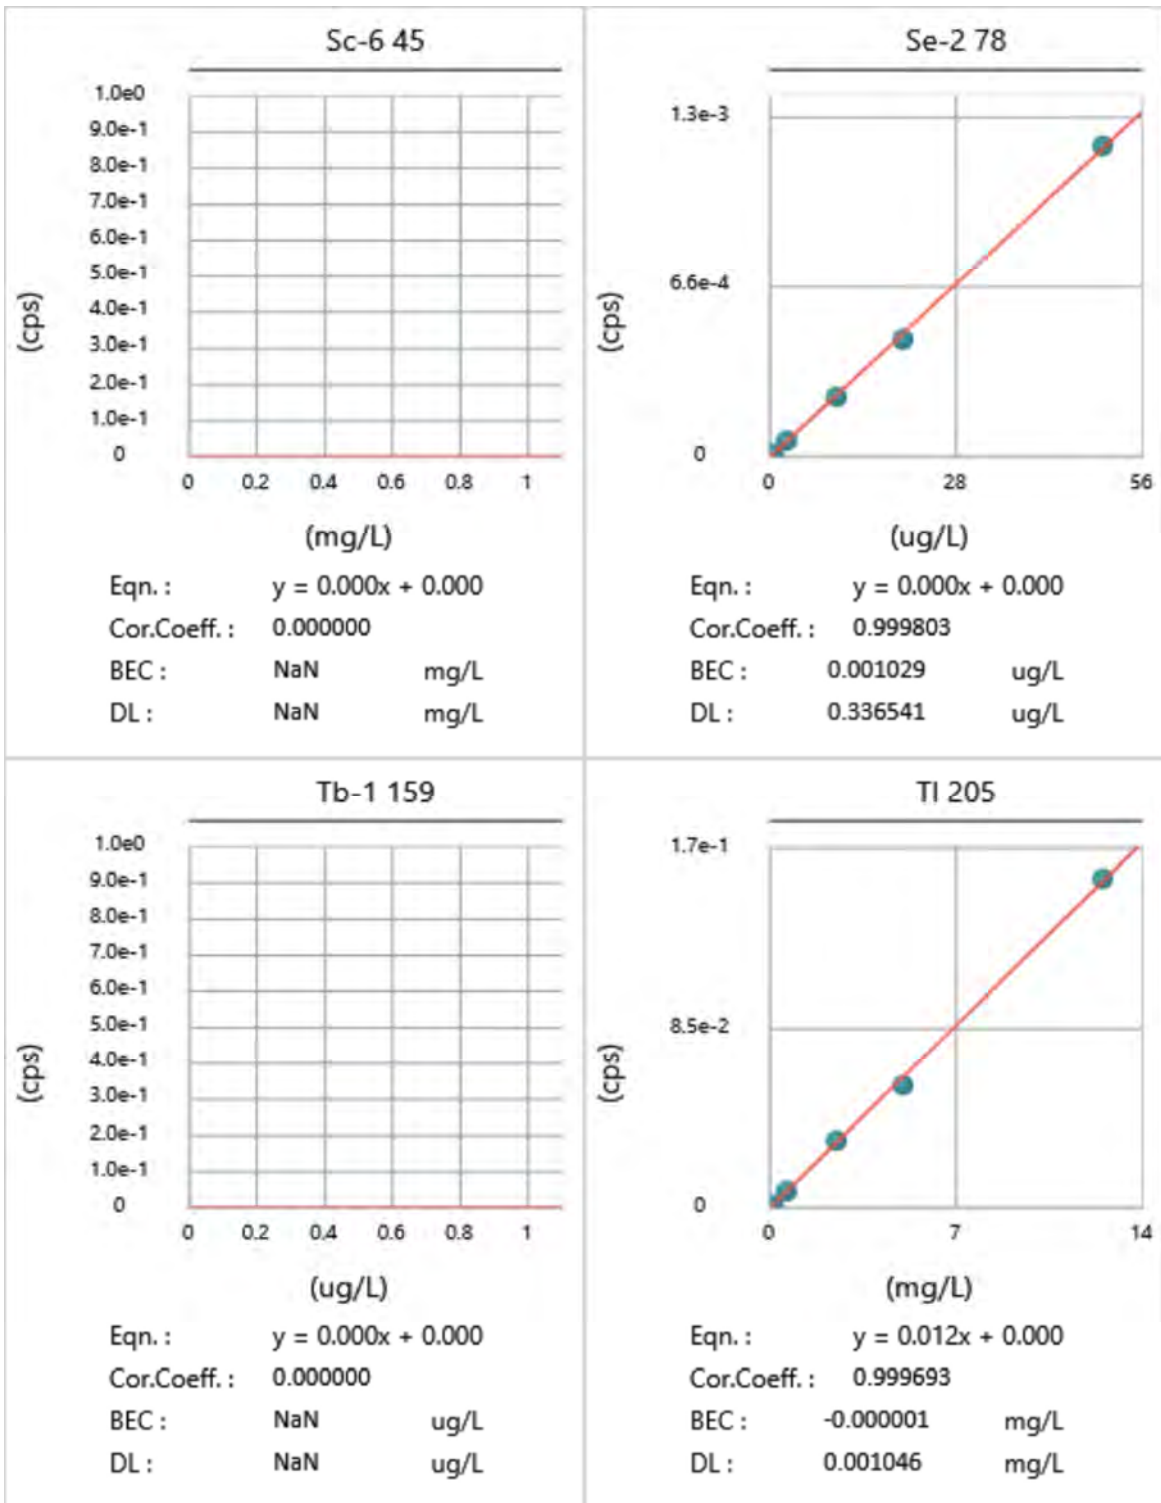 Sc-6 45
1.0e0
9.0e-1
8.0e-1
7.0e-1
6.0e-1
5.0e-1
4.0e-1
3.0e-1
2.0e-1
1.0e-1
0
(cps)
0 0.2 0.4 0.6 0.8 1
(mg/L)
Eqn. : y = 0.000x + 0.000
Cor.Coeff. : 0.000000
BEC : NaN mg/L
DL : NaN mg/L
Se-2 78
1.3e-3
6.6e-4
0
(cps)
0 28 56
(ug/L)
Eqn. : y = 0.000x + 0.000
Cor.Coeff. : 0.999803
BEC : 0.001029 ug/L
DL : 0.336541 ug/L
Tb-1 159
1.0e0
9.0e-1
8.0e-1
7.0e-1
6.0e-1
5.0e-1
4.0e-1
3.0e-1
2.0e-1
1.0e-1
0
(cps)
0 0.2 0.4 0.6 0.8 1
(ug/L)
Eqn. : y = 0.000x + 0.000
Cor.Coeff. : 0.000000
BEC : NaN ug/L
DL : NaN ug/L
Tl 205
1.7e-1
8.5e-2
0
(cps)
0 7 14
(mg/L)
Eqn. : y = 0.012x + 0.000
Cor.Coeff. : 0.999693
BEC : -0.000001 mg/L
DL : 0.001046 mg/L